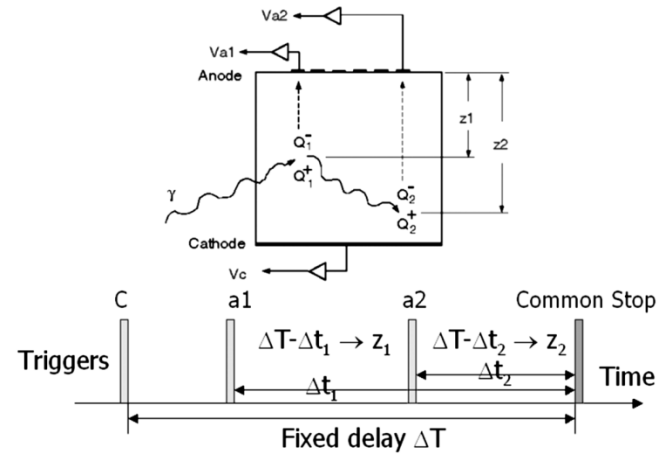 Va2
Va1
Anode
z1
z2
Q₁⁻
Q₁⁺
Q₂⁻
Q₂⁺
γ
Cathode
Vc
C a1 a2 Common Stop
ΔT-Δt₁ → z₁ ΔT-Δt₂ → z₂
Triggers Δt₁ Δt₂ Time
Fixed delay ΔT